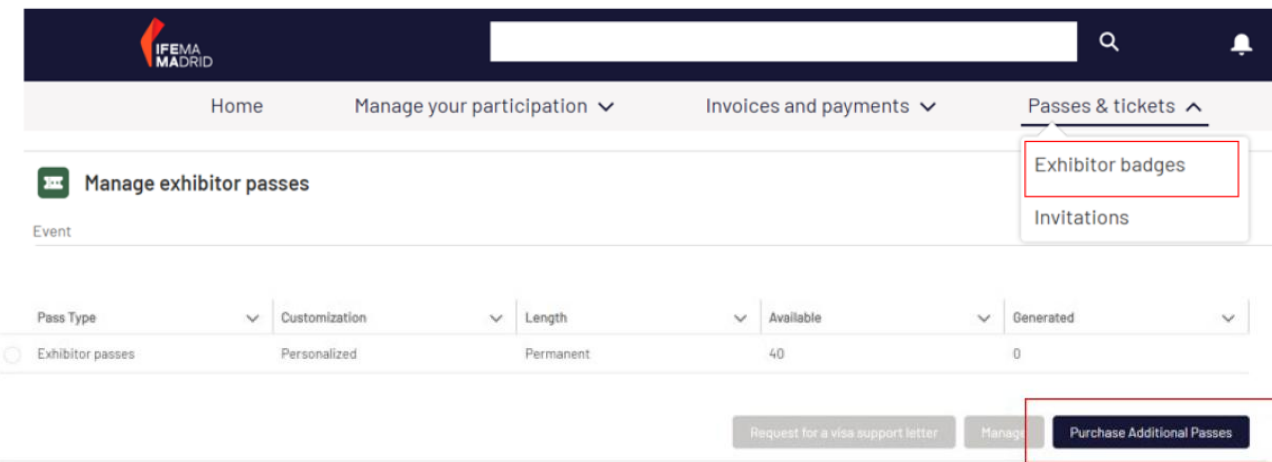 IFEMA
MADRID
Home Manage your participation Invoices and payments Passes & tickets
Exhibitor badges
Invitations
Manage exhibitor passes
Event
Pass Type Customization Length Available Generated
Exhibitor passes Personalized Permanent 40 0
Request for a visa support letter Manage Purchase Additional Passes